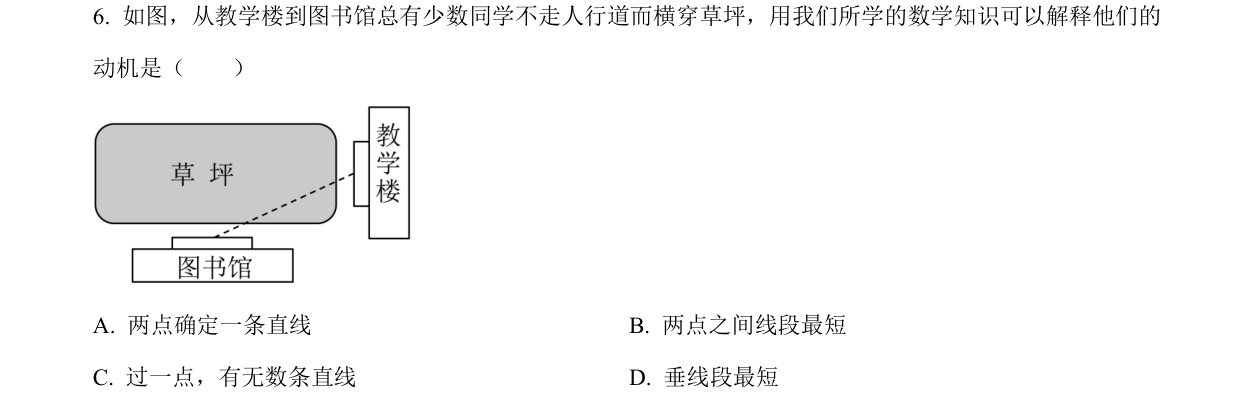 6. 如图，从教学楼到图书馆总有少数同学不走人行道而横穿草坪，用我们所学的数学知识可以解释他们的
动机是（　　）
教学楼
草 坪
图书馆
A. 两点确定一条直线
B. 两点之间线段最短
C. 过一点，有无数条直线
D. 垂线段最短